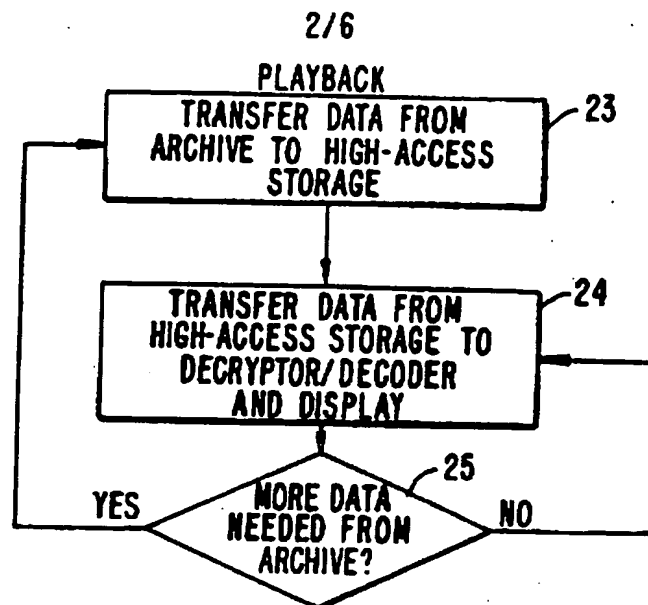 2/6
PLAYBACK
TRANSFER DATA FROM
ARCHIVE TO HIGH-ACCESS
STORAGE
23
TRANSFER DATA FROM
HIGH-ACCESS STORAGE TO
DECRYPTOR/DECODER
AND DISPLAY
24
MORE DATA
NEEDED FROM
ARCHIVE?
25
YES
NO